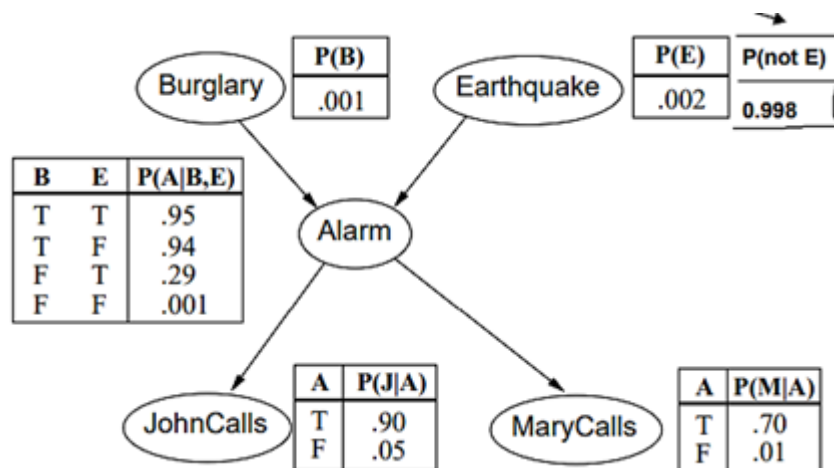 Burglary
P(B)
.001
Earthquake
P(E)
.002
P(not E)
0.998
B E P(A|B,E)
T T .95
T F .94
F T .29
F F .001
Alarm
JohnCalls
A P(J|A)
T .90
F .05
MaryCalls
A P(M|A)
T .70
F .01